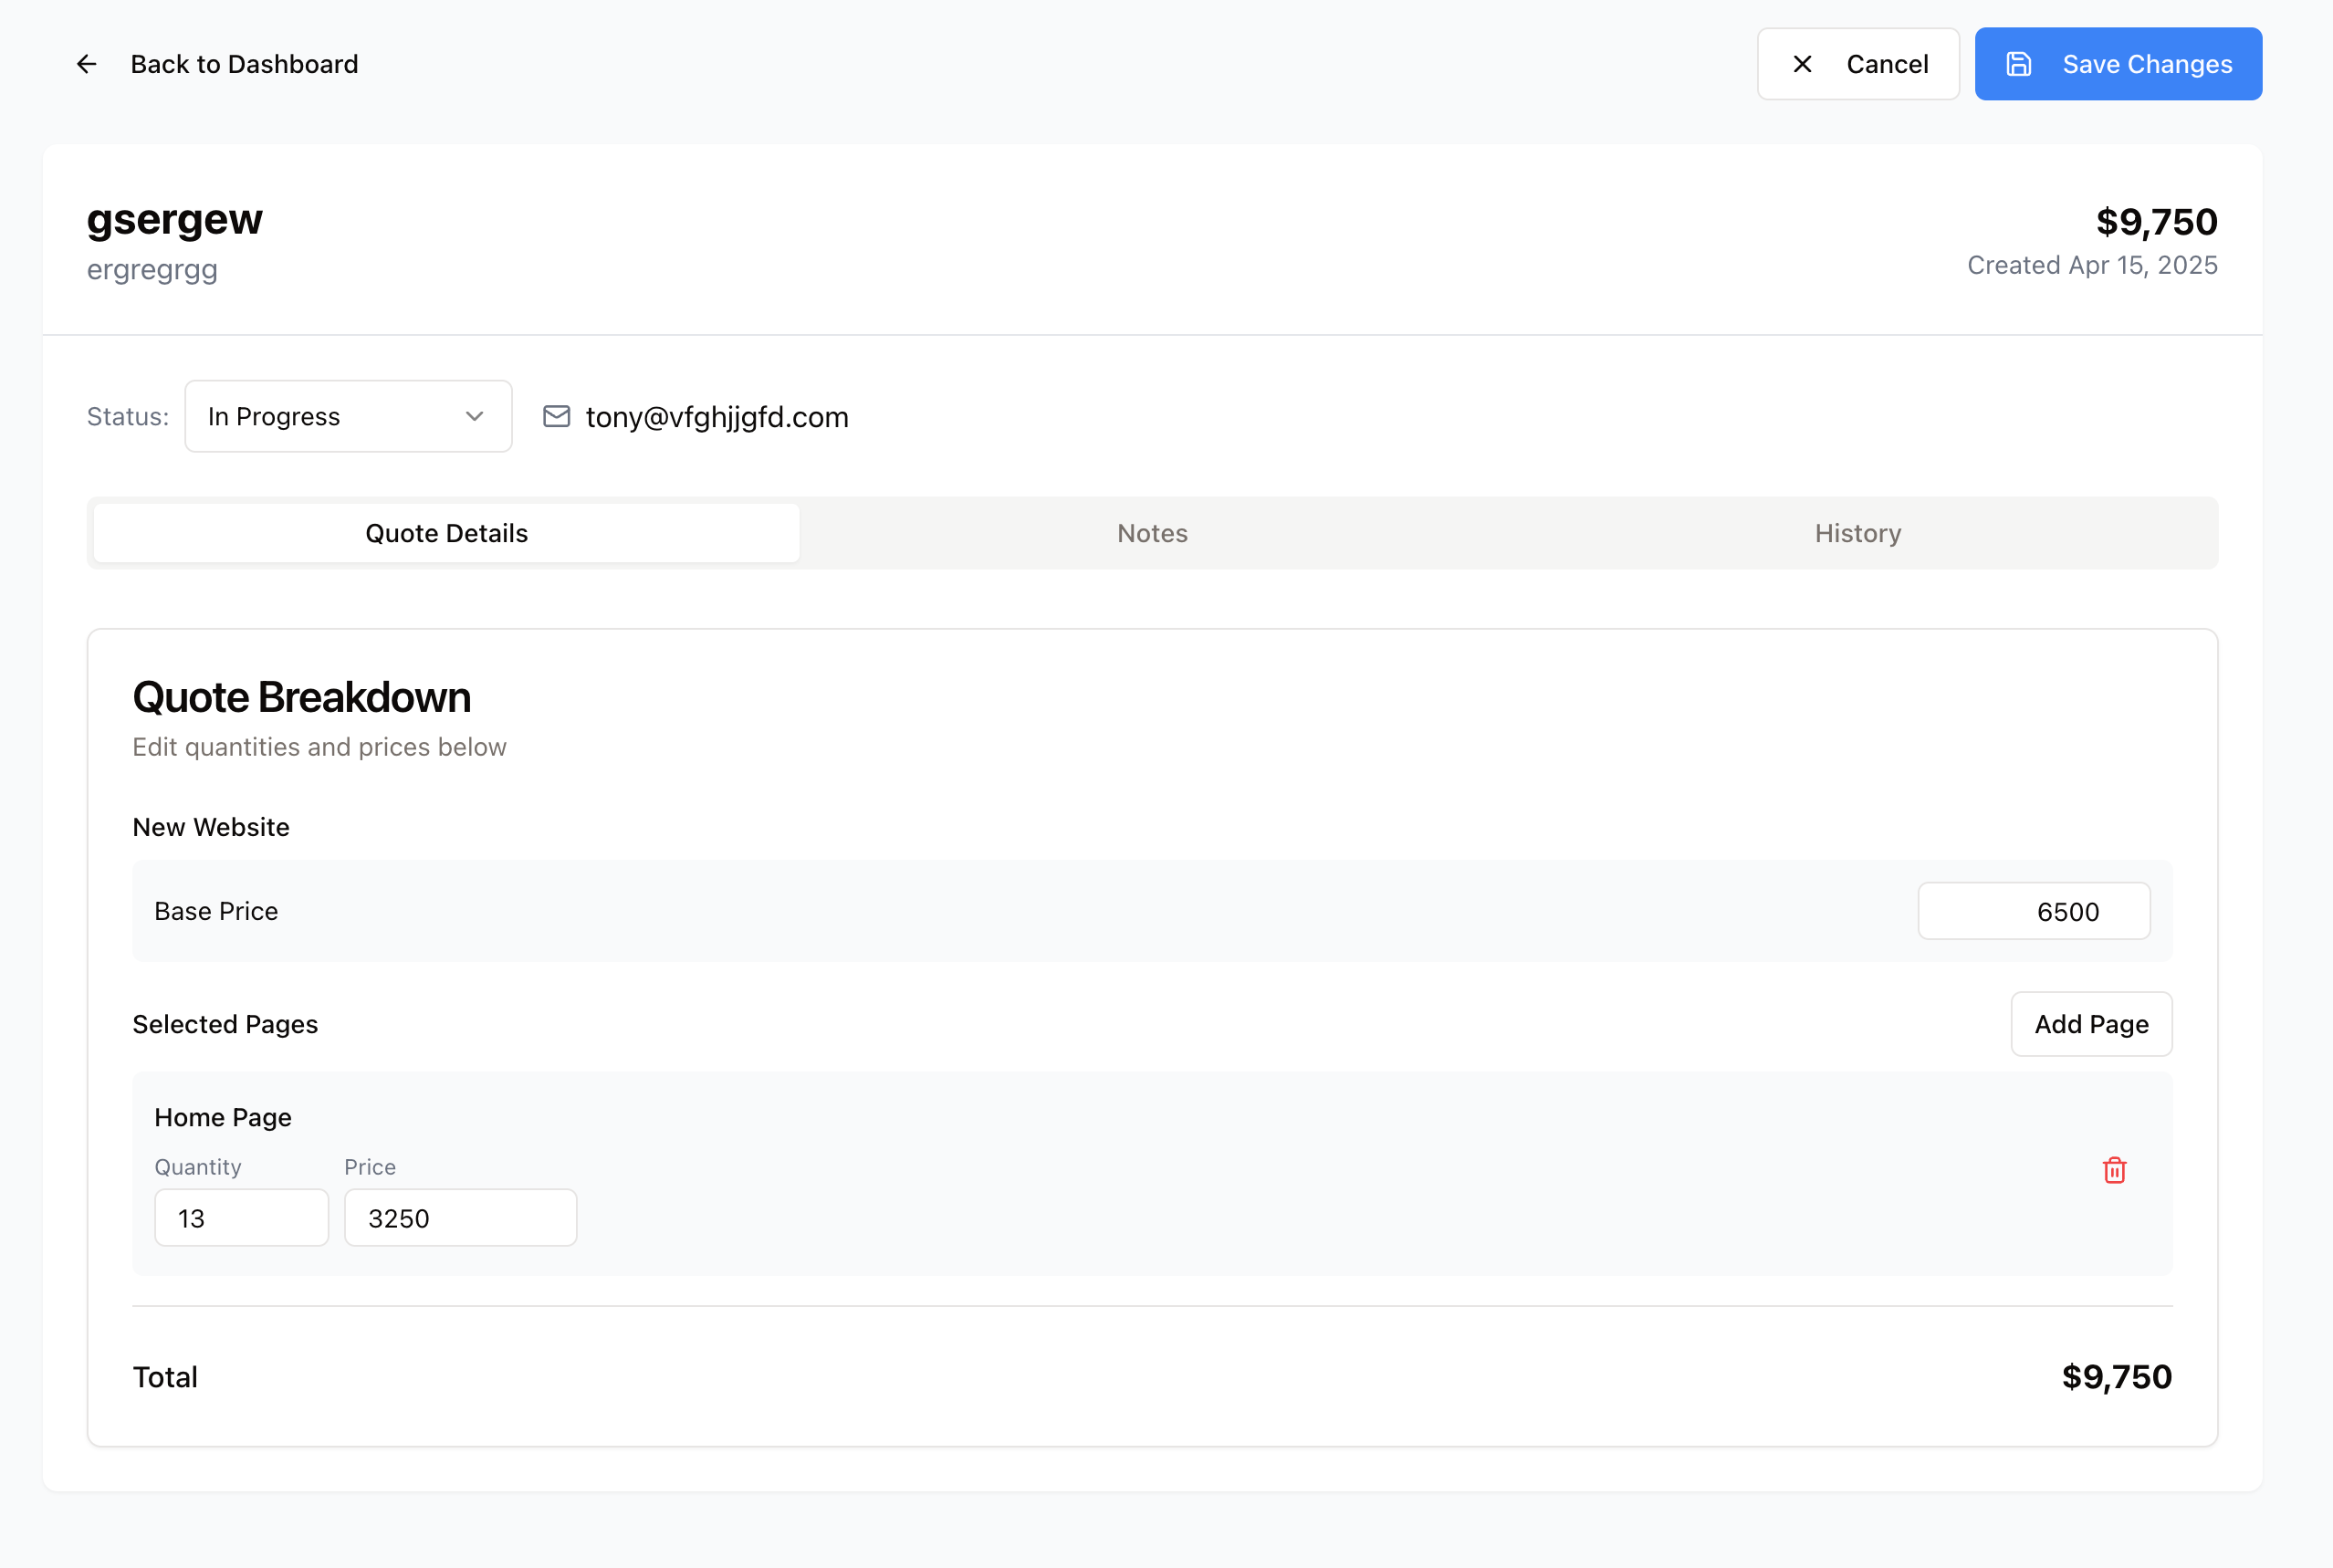 Back to Dashboard
Cancel
Save Changes
gsergew
$9,750
ergregrgg
Created Apr 15, 2025
Status:
In Progress
tony@vfghjjgfd.com
Quote Details
Notes
History
Quote Breakdown
Edit quantities and prices below
New Website
Base Price
6500
Selected Pages
Add Page
Home Page
Quantity
Price
13
3250
Total
$9,750